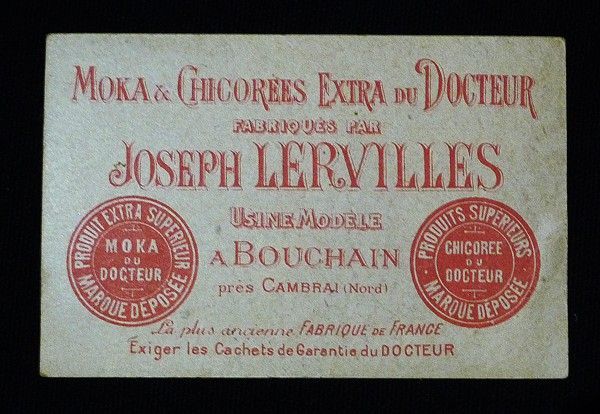 MOKA & CHICORÉES EXTRA DU DOCTEUR
FABRIQUÉS PAR
JOSEPH LERVILLES
USINE MODÈLE
A BOUCHAIN
près CAMBRAI (Nord)
PRODUIT EXTRA SUPERIEUR
MOKA
DU
DOCTEUR
MARQUE DÉPOSÉE
PRODUITS SUPERIEURS
CHICORÉE
DU
DOCTEUR
MARQUE DÉPOSÉE
La plus ancienne FABRIQUE DE FRANCE
Exiger les Cachets de Garantie du DOCTEUR